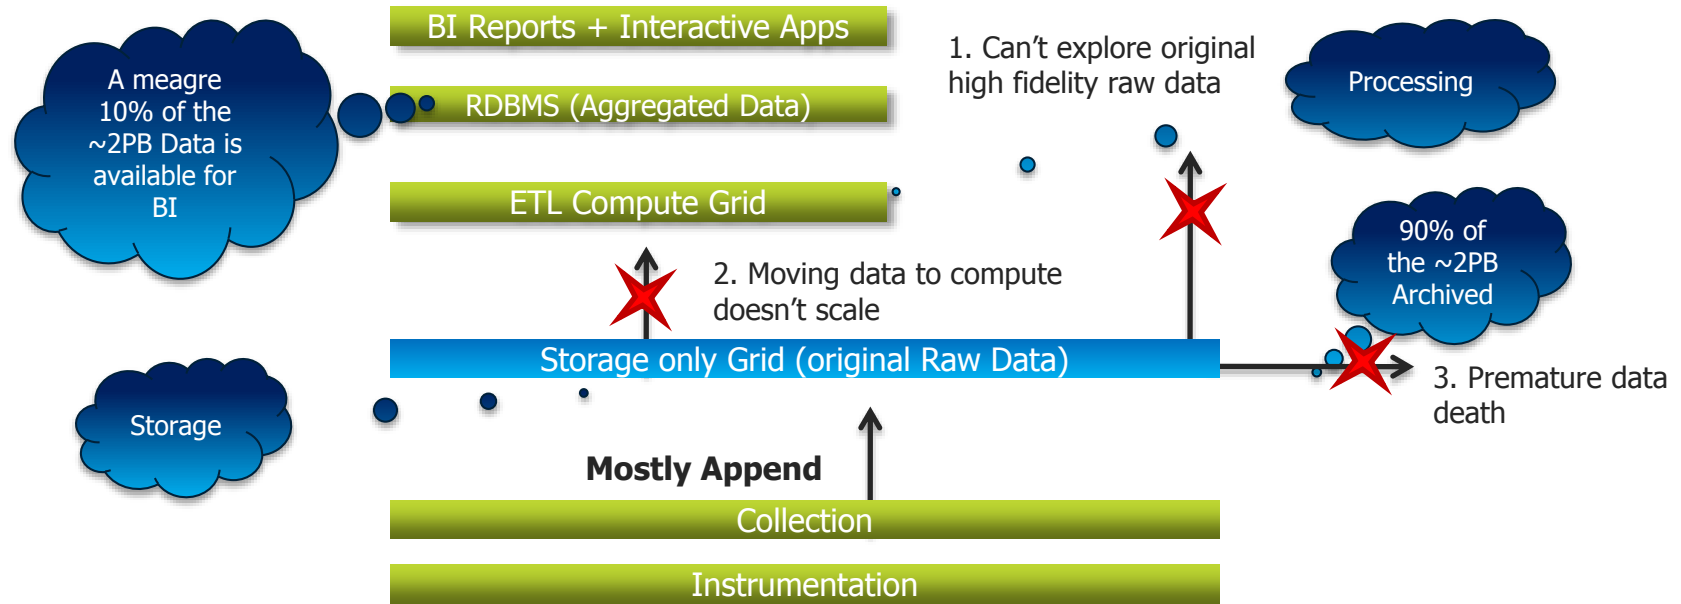 BI Reports + Interactive Apps
A meagre
10% of the
~2PB Data is
available for
BI
RDBMS (Aggregated Data)
1. Can’t explore original
high fidelity raw data
Processing
ETL Compute Grid
90% of
the ~2PB
Archived
2. Moving data to compute
doesn’t scale
Storage only Grid (original Raw Data)
3. Premature data
death
Storage
Mostly Append
Collection
Instrumentation